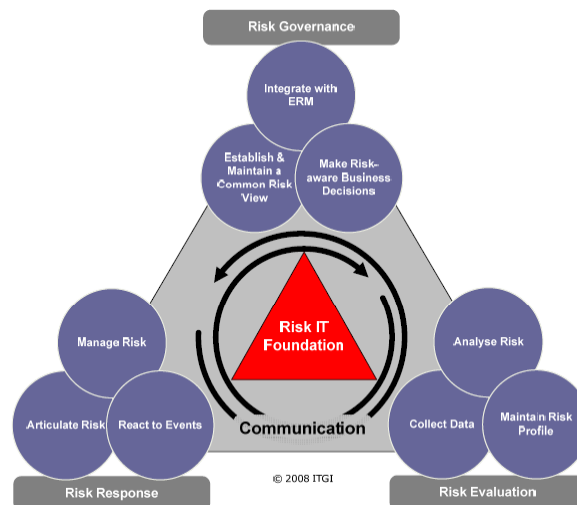 Risk Governance
Integrate with
ERM
Establish &
Maintain a
Common Risk
View
Make Risk-
aware Business
Decisions
Risk IT
Foundation
Manage Risk
Analyse Risk
Articulate Risk
React to Events
Communication
Collect Data
Maintain Risk
Profile
© 2008 ITGI
Risk Response
Risk Evaluation